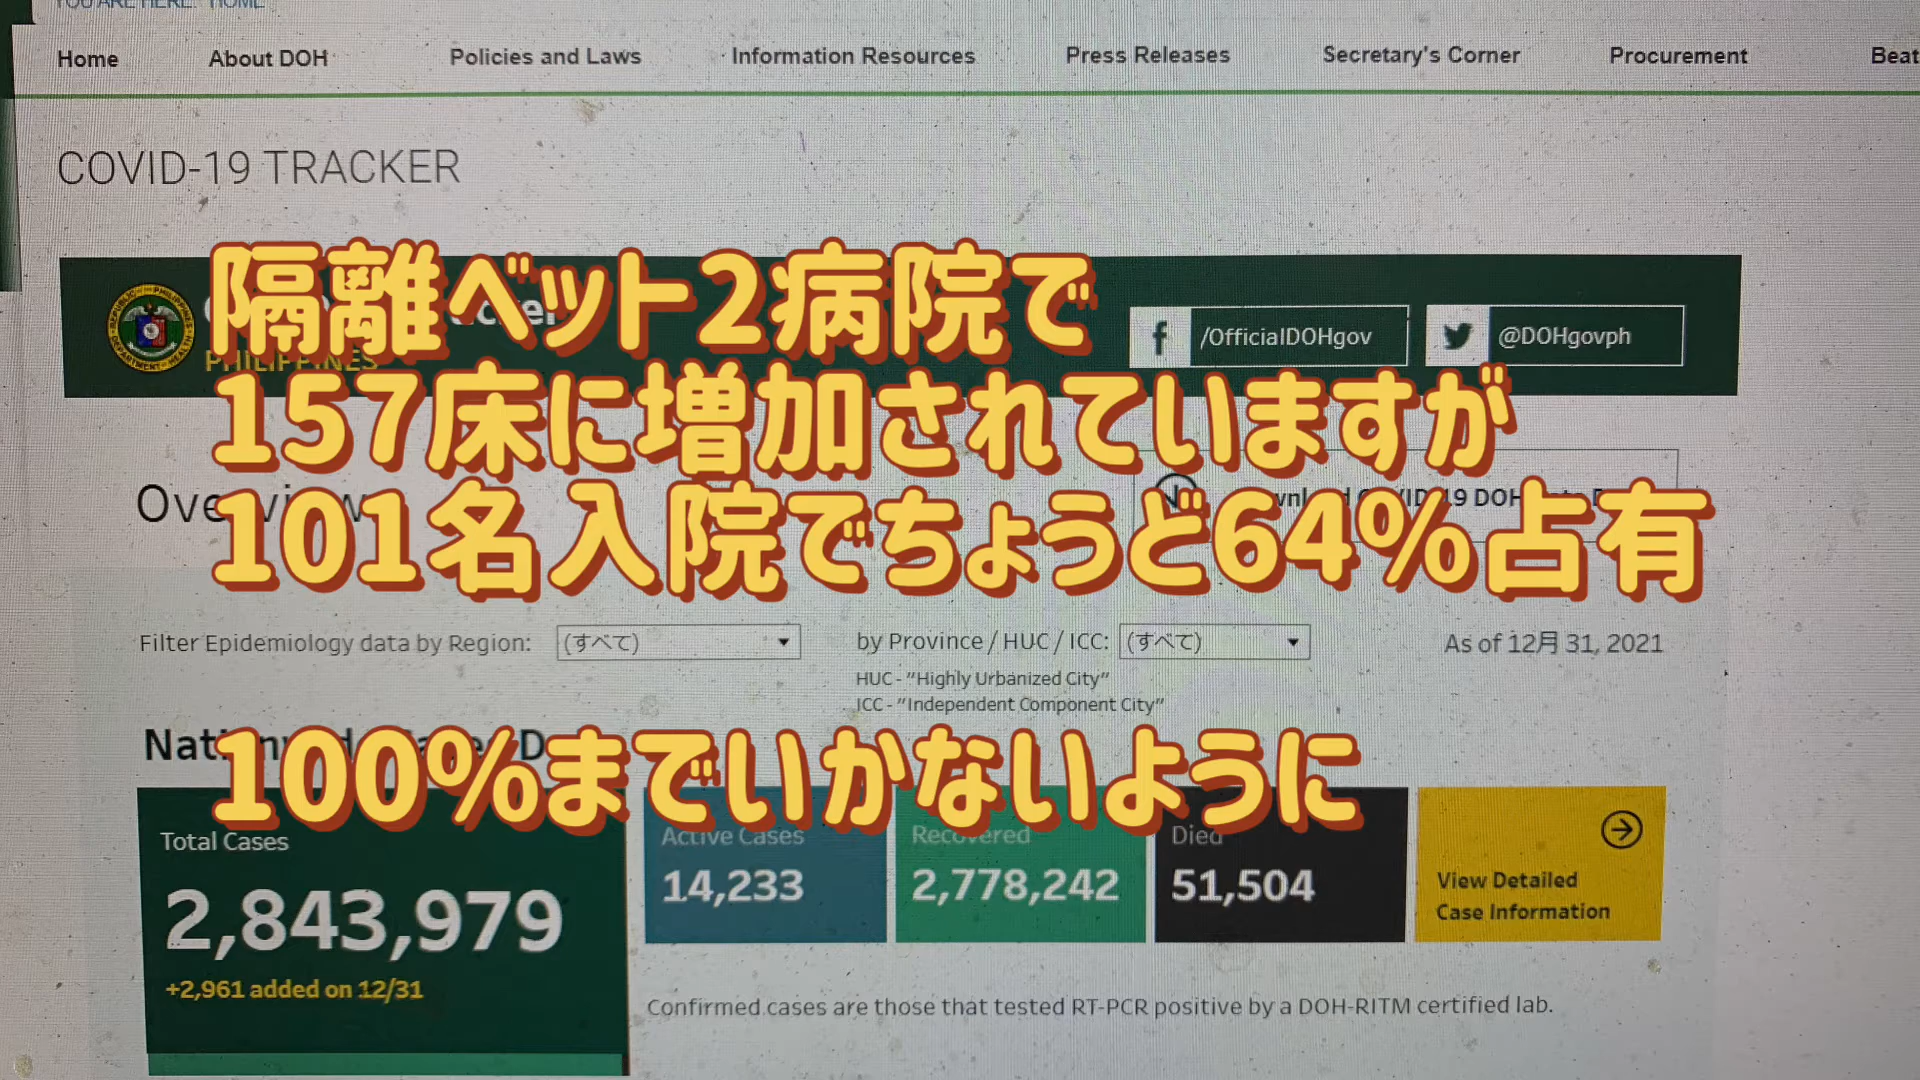 YOU ARE HERE: HOME
Home About DOH Policies and Laws Information Resources Press Releases Secretary's Corner Procurement Beat
COVID-19 TRACKER
隔離ベット2病院で
PHILIPPINES
/OfficialDOHgov @DOHgovph
157床に増加されていますが
101名入院でちょうど64%占有
Filter Epidemiology data by Region: (すべて) by Province / HUC / ICC: (すべて) As of 12月 31, 2021
HUC - "Highly Urbanized City"
ICC - "Independent Component City"
100%までいかないように
Total Cases Active Cases Recovered Died
2,843,979 14,233 2,778,242 51,504
View Detailed
Case Information
+2,961 added on 12/31
Confirmed cases are those that tested RT-PCR positive by a DOH-RITM certified lab.